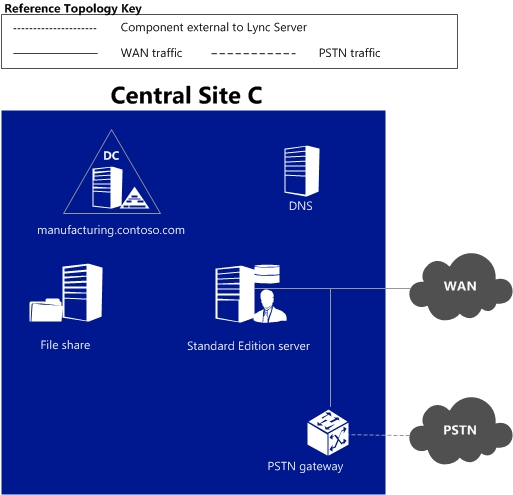 Reference Topology Key
Component external to Lync Server
WAN traffic
PSTN traffic
Central Site C
DC
manufacturing.contoso.com
DNS
WAN
File share
Standard Edition server
PSTN
PSTN gateway